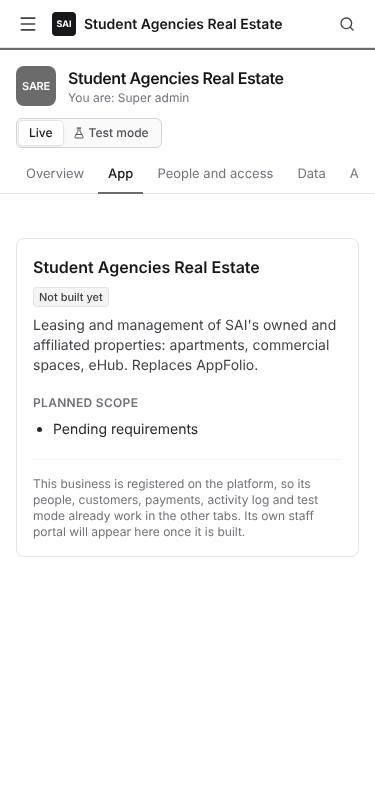 SAI Student Agencies Real Estate
SARE
Student Agencies Real Estate
You are: Super admin
Live Test mode
Overview App People and access Data A
Student Agencies Real Estate
Not built yet
Leasing and management of SAI's owned and
affiliated properties: apartments, commercial
spaces, eHub. Replaces AppFolio.
PLANNED SCOPE
• Pending requirements
This business is registered on the platform, so its
people, customers, payments, activity log and test
mode already work in the other tabs. Its own staff
portal will appear here once it is built.